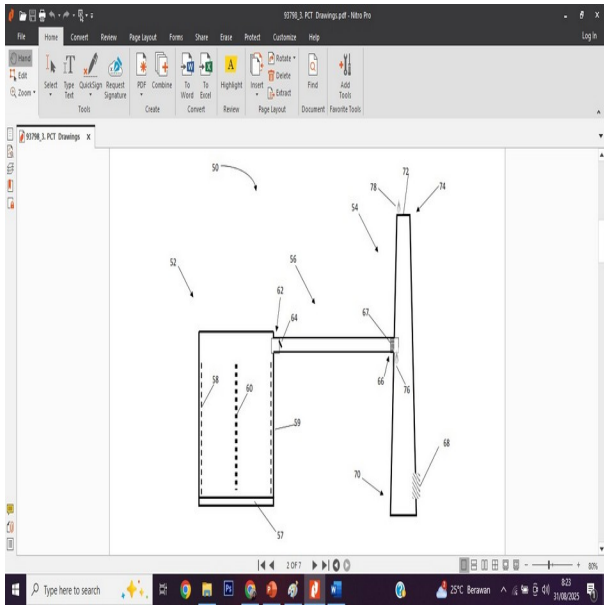 93798_3. PCT Drawings.pdf - Nitro Pro
File Home Convert Review Page Layout Forms Share Erase Protect Customize Help Log In
Hand
Edit
Zoom
Select
Type Text
QuickSign
Request Signature
Tools
PDF
Combine
Create
To Word
To Excel
Convert
Highlight
Review
Insert
Rotate
Delete
Extract
Page Layout
Find
Document
Add Tools
Favorite Tools
93798_3. PCT Drawings x
50
78
72
74
54
52
56
62
64
67
58
60
66
76
59
68
70
57
2 OF 7
80%
Type here to search
25°C Berawan
8:23
31/08/2025